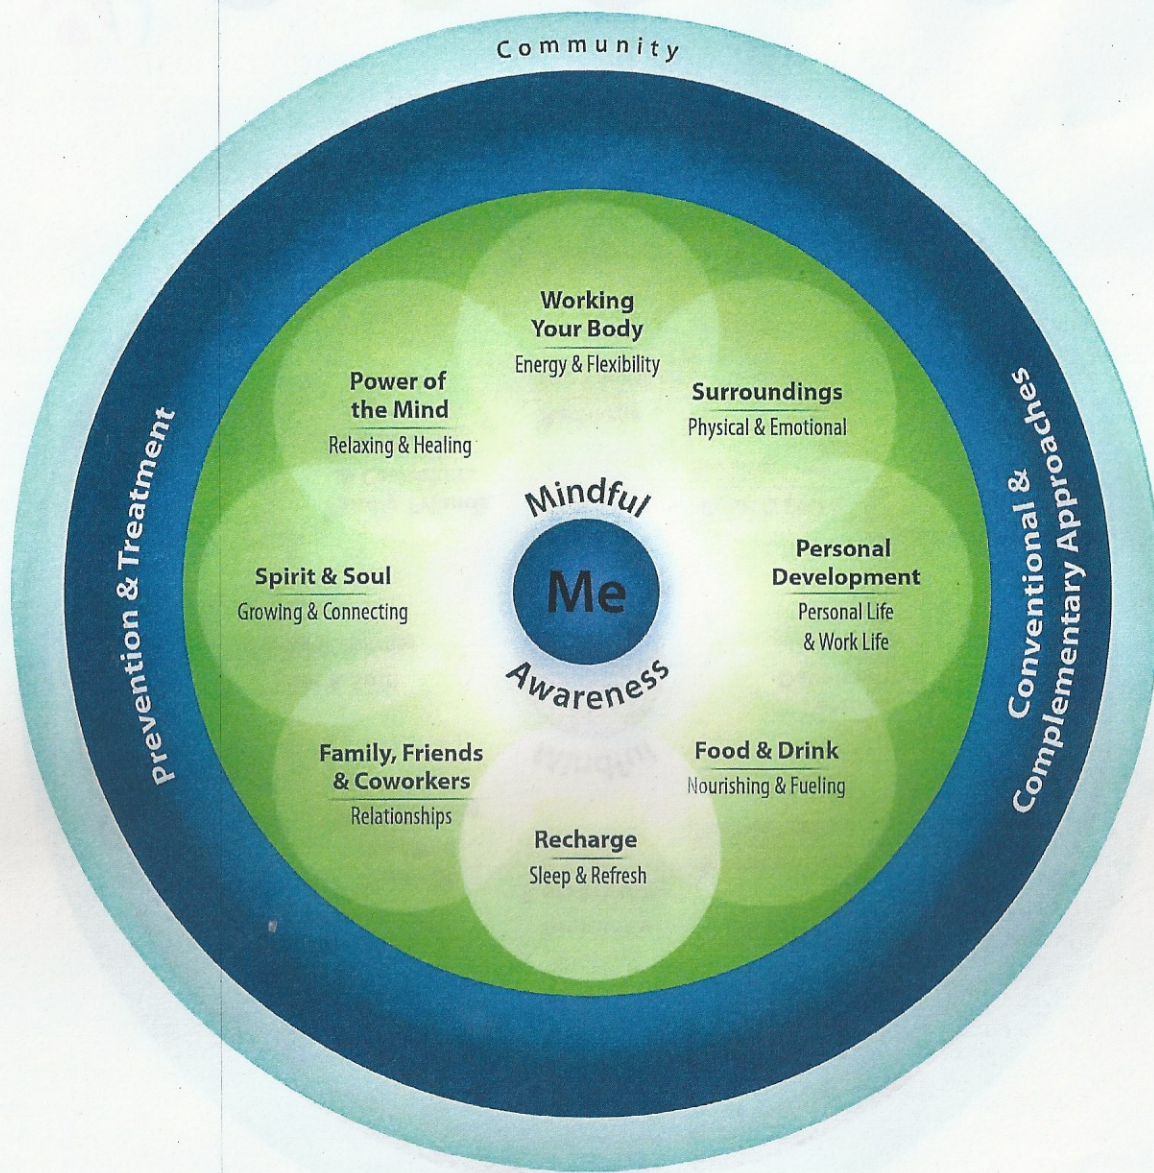 Community
Working
Your Body
Energy & Flexibility
Surroundings
Physical & Emotional
Personal
Development
Personal Life
& Work Life
Food & Drink
Nourishing & Fueling
Recharge
Sleep & Refresh
Family, Friends
& Coworkers
Relationships
Spirit & Soul
Growing & Connecting
Power of
the Mind
Relaxing & Healing
Mindful
Me
Awareness
Prevention & Treatment
Conventional &
Complementary Approaches